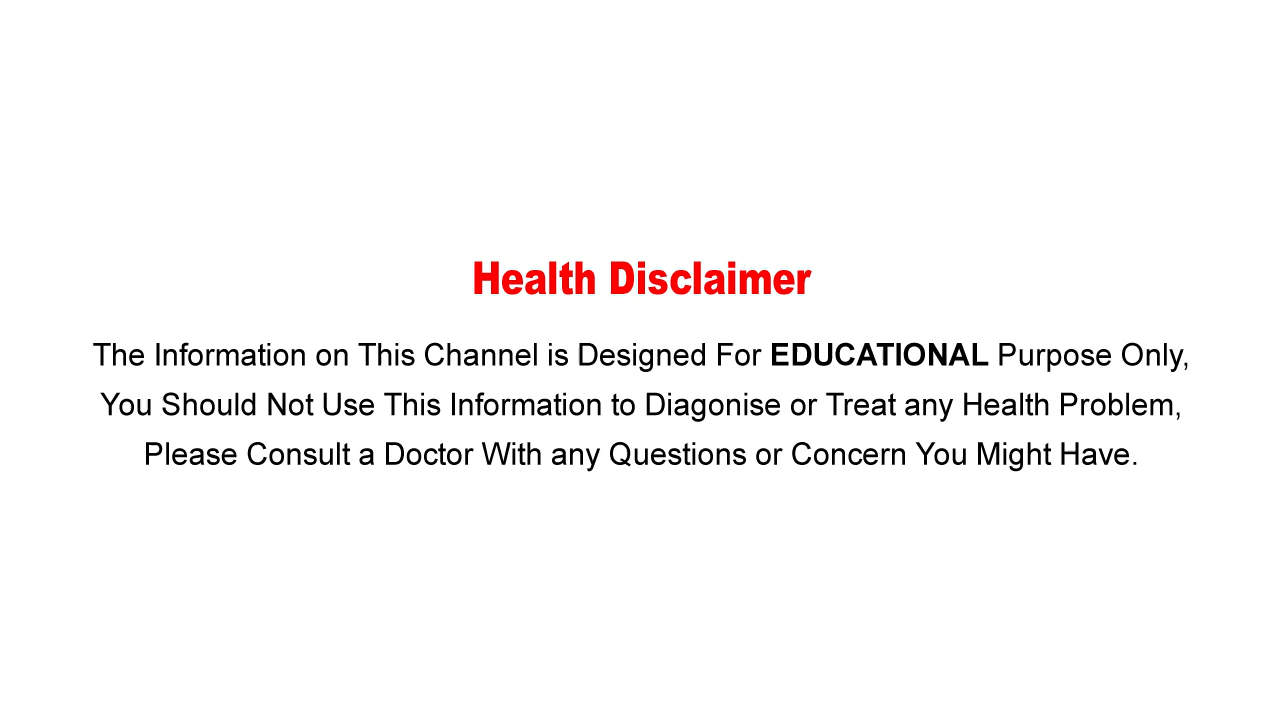 Health Disclaimer
The Information on This Channel is Designed For EDUCATIONAL Purpose Only,
You Should Not Use This Information to Diagonise or Treat any Health Problem,
Please Consult a Doctor With any Questions or Concern You Might Have.